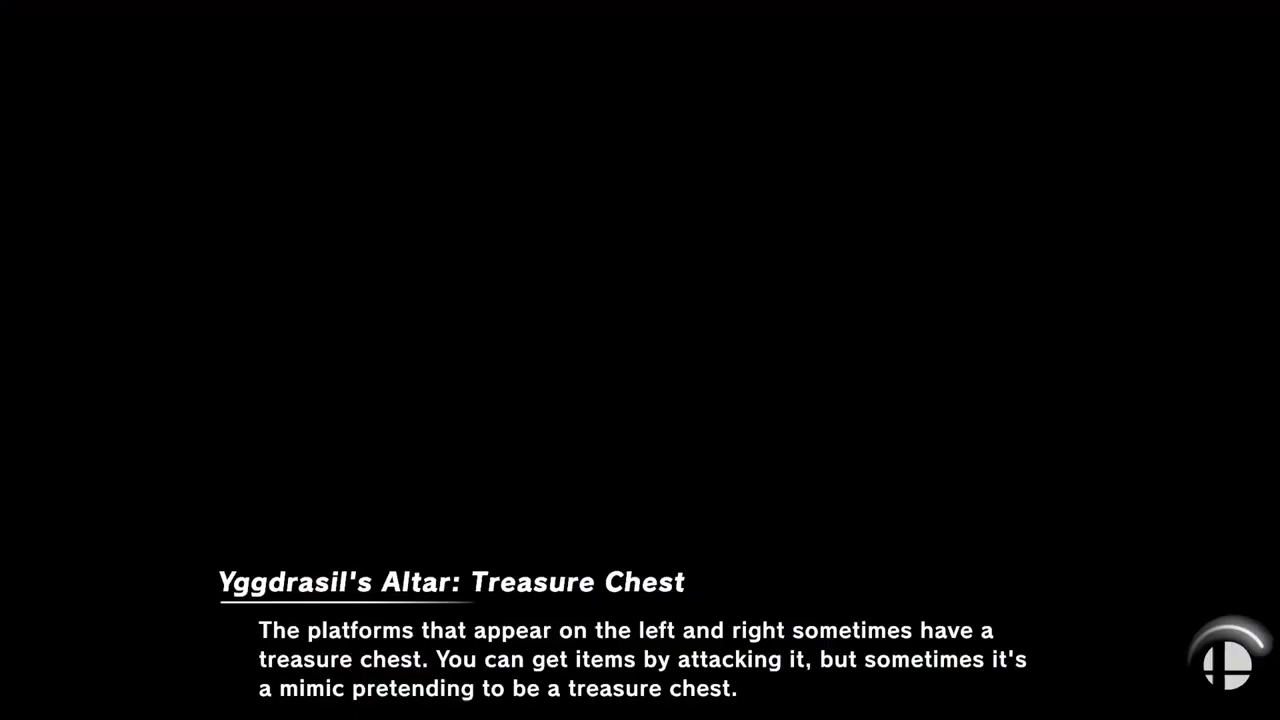 Yggdrasil's Altar: Treasure Chest
The platforms that appear on the left and right sometimes have a
treasure chest. You can get items by attacking it, but sometimes it's
a mimic pretending to be a treasure chest.